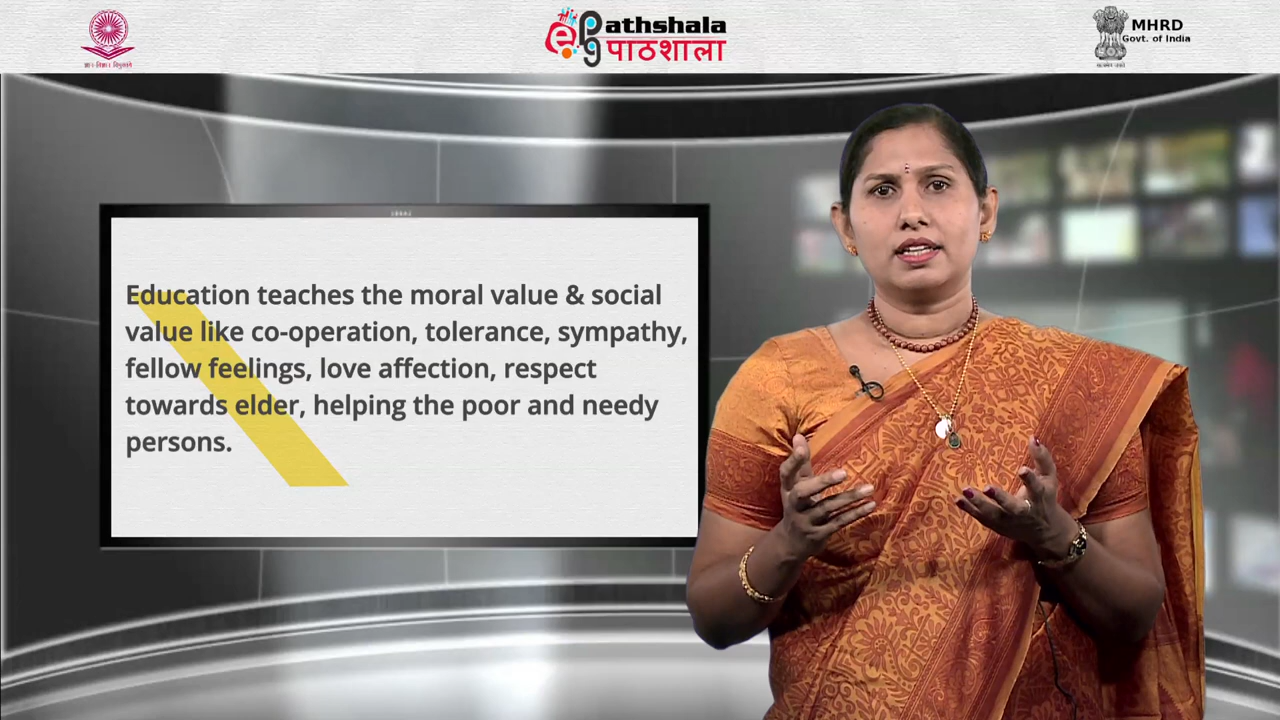 ePG Pathshala
पाठशाला
MHRD
Govt. of India
Education teaches the moral value & social
value like co-operation, tolerance, sympathy,
fellow feelings, love affection, respect
towards elder, helping the poor and needy
persons.